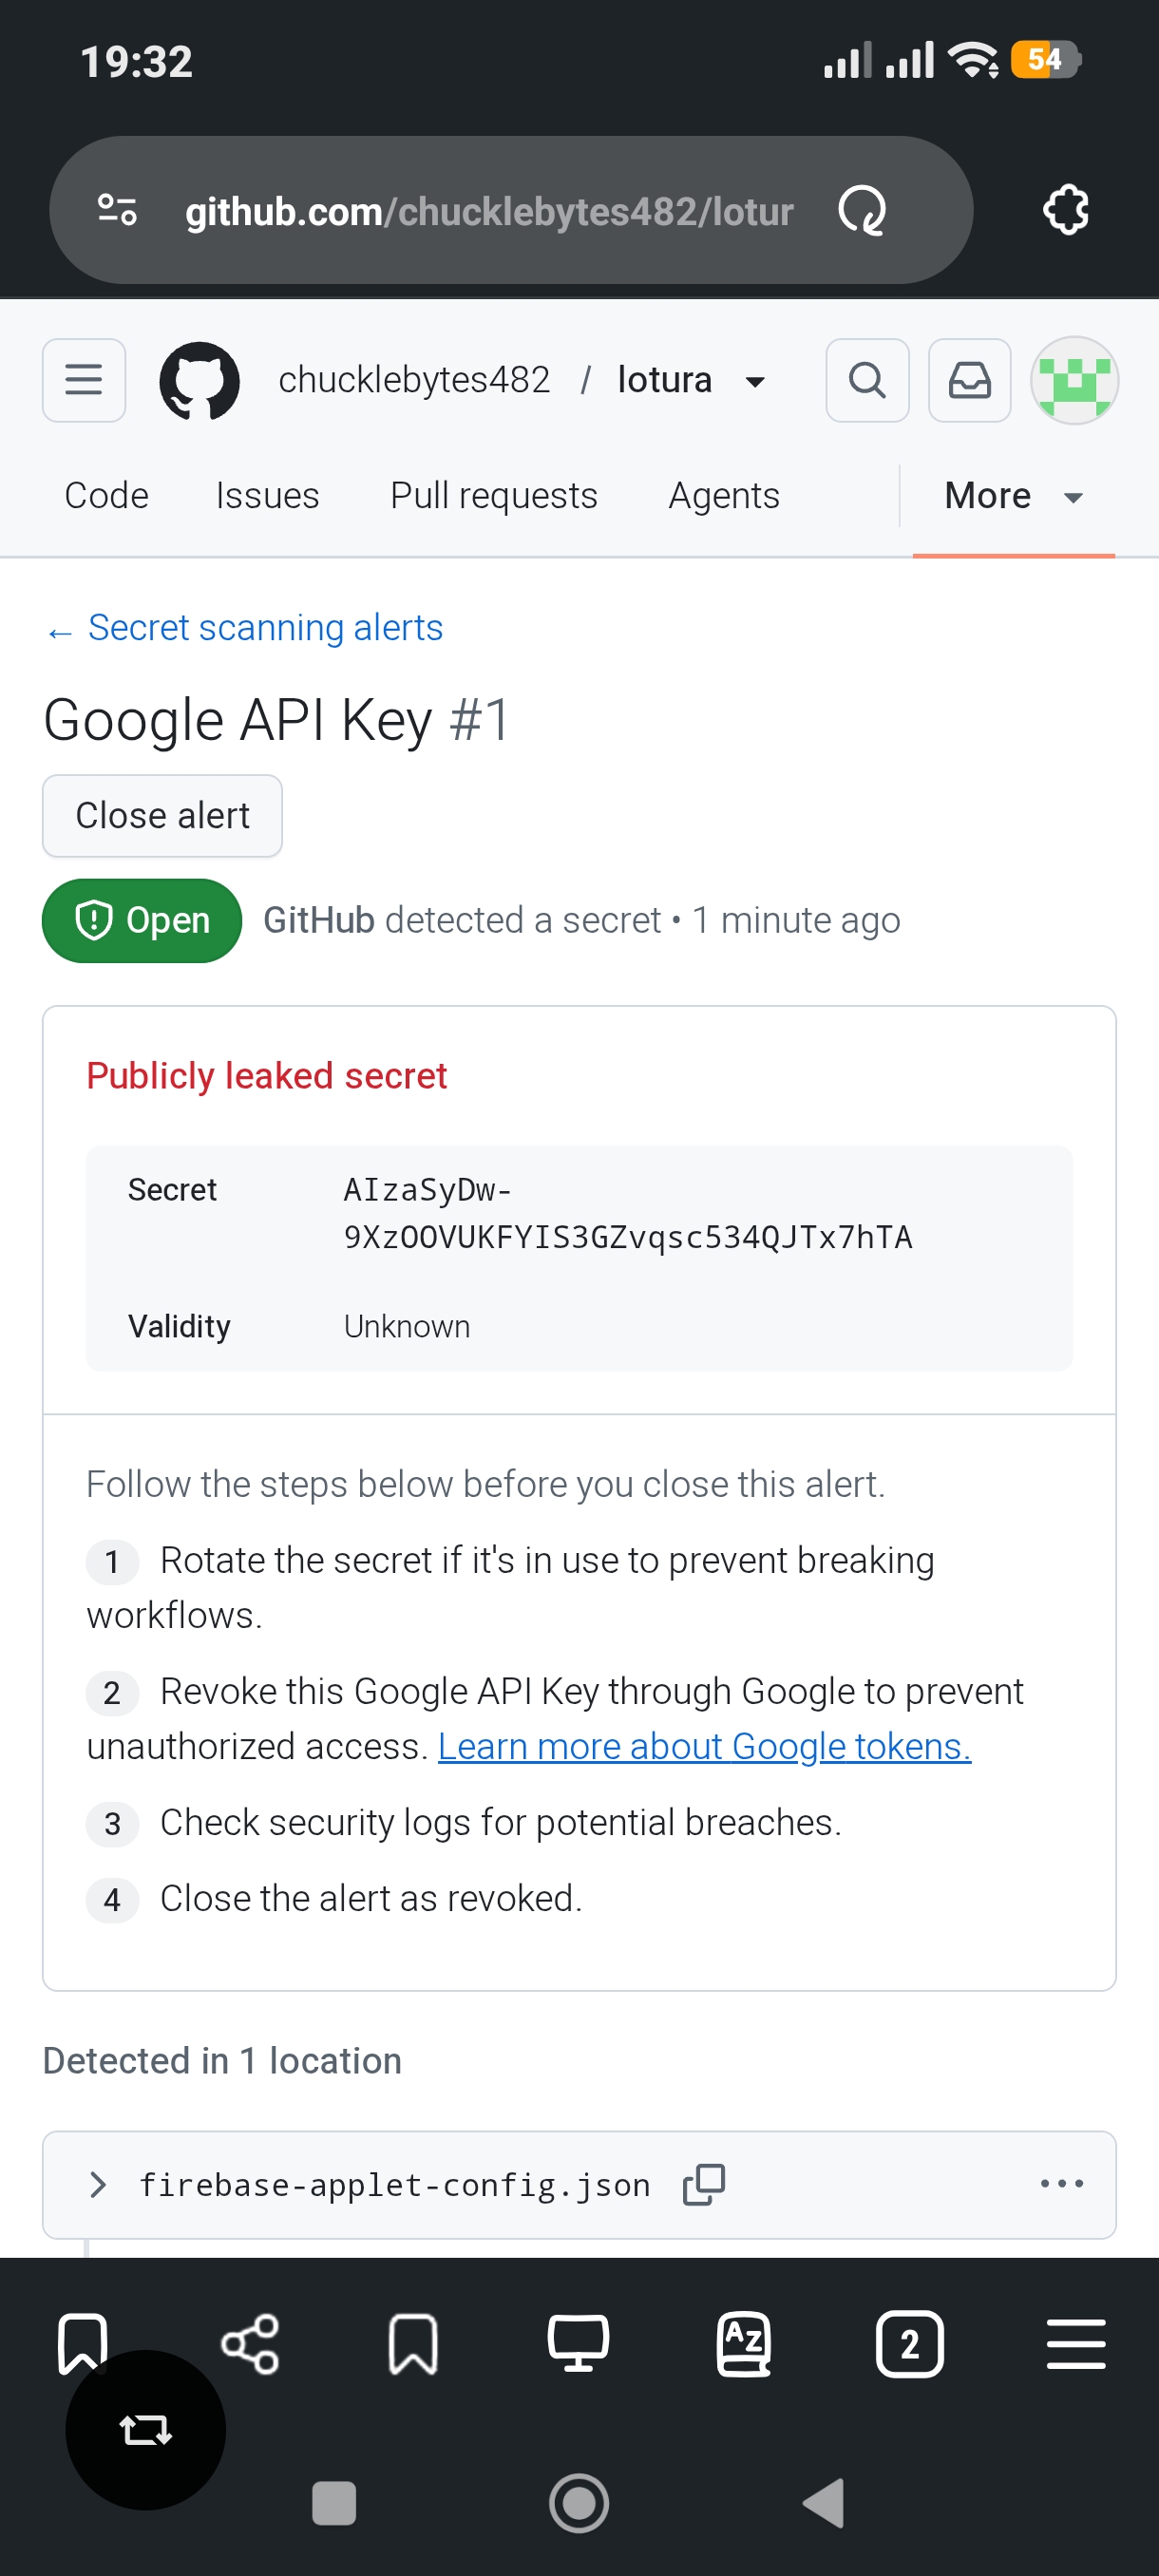 19:32
54
github.com/chucklebytes482/lotur
chucklebytes482 / lotura
Code Issues Pull requests Agents More
← Secret scanning alerts
Google API Key #1
Close alert
Open GitHub detected a secret • 1 minute ago
Publicly leaked secret
Secret AIzaSyDw-
9XzOOVUKFYIS3GZvqsc534QJTx7hTA
Validity Unknown
Follow the steps below before you close this alert.
1 Rotate the secret if it's in use to prevent breaking
workflows.
2 Revoke this Google API Key through Google to prevent
unauthorized access. Learn more about Google tokens.
3 Check security logs for potential breaches.
4 Close the alert as revoked.
Detected in 1 location
firebase-applet-config.json
AZ
2